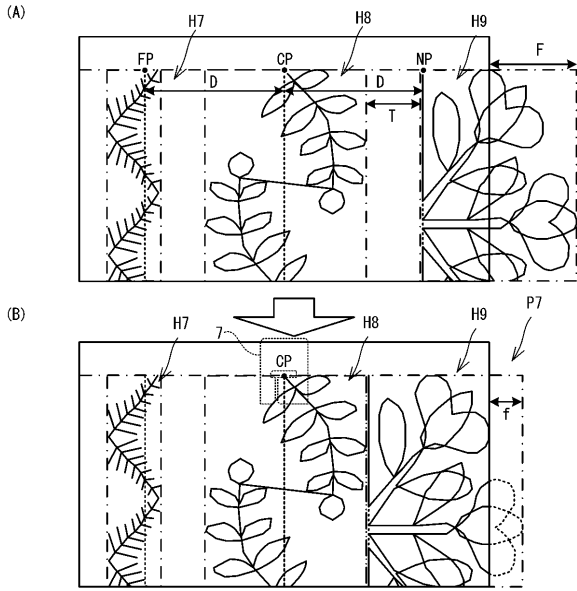 (A)
H7 H8 H9
FP CP NP F
D D
T
(B)
H7 7 H8 H9 P7
CP
f